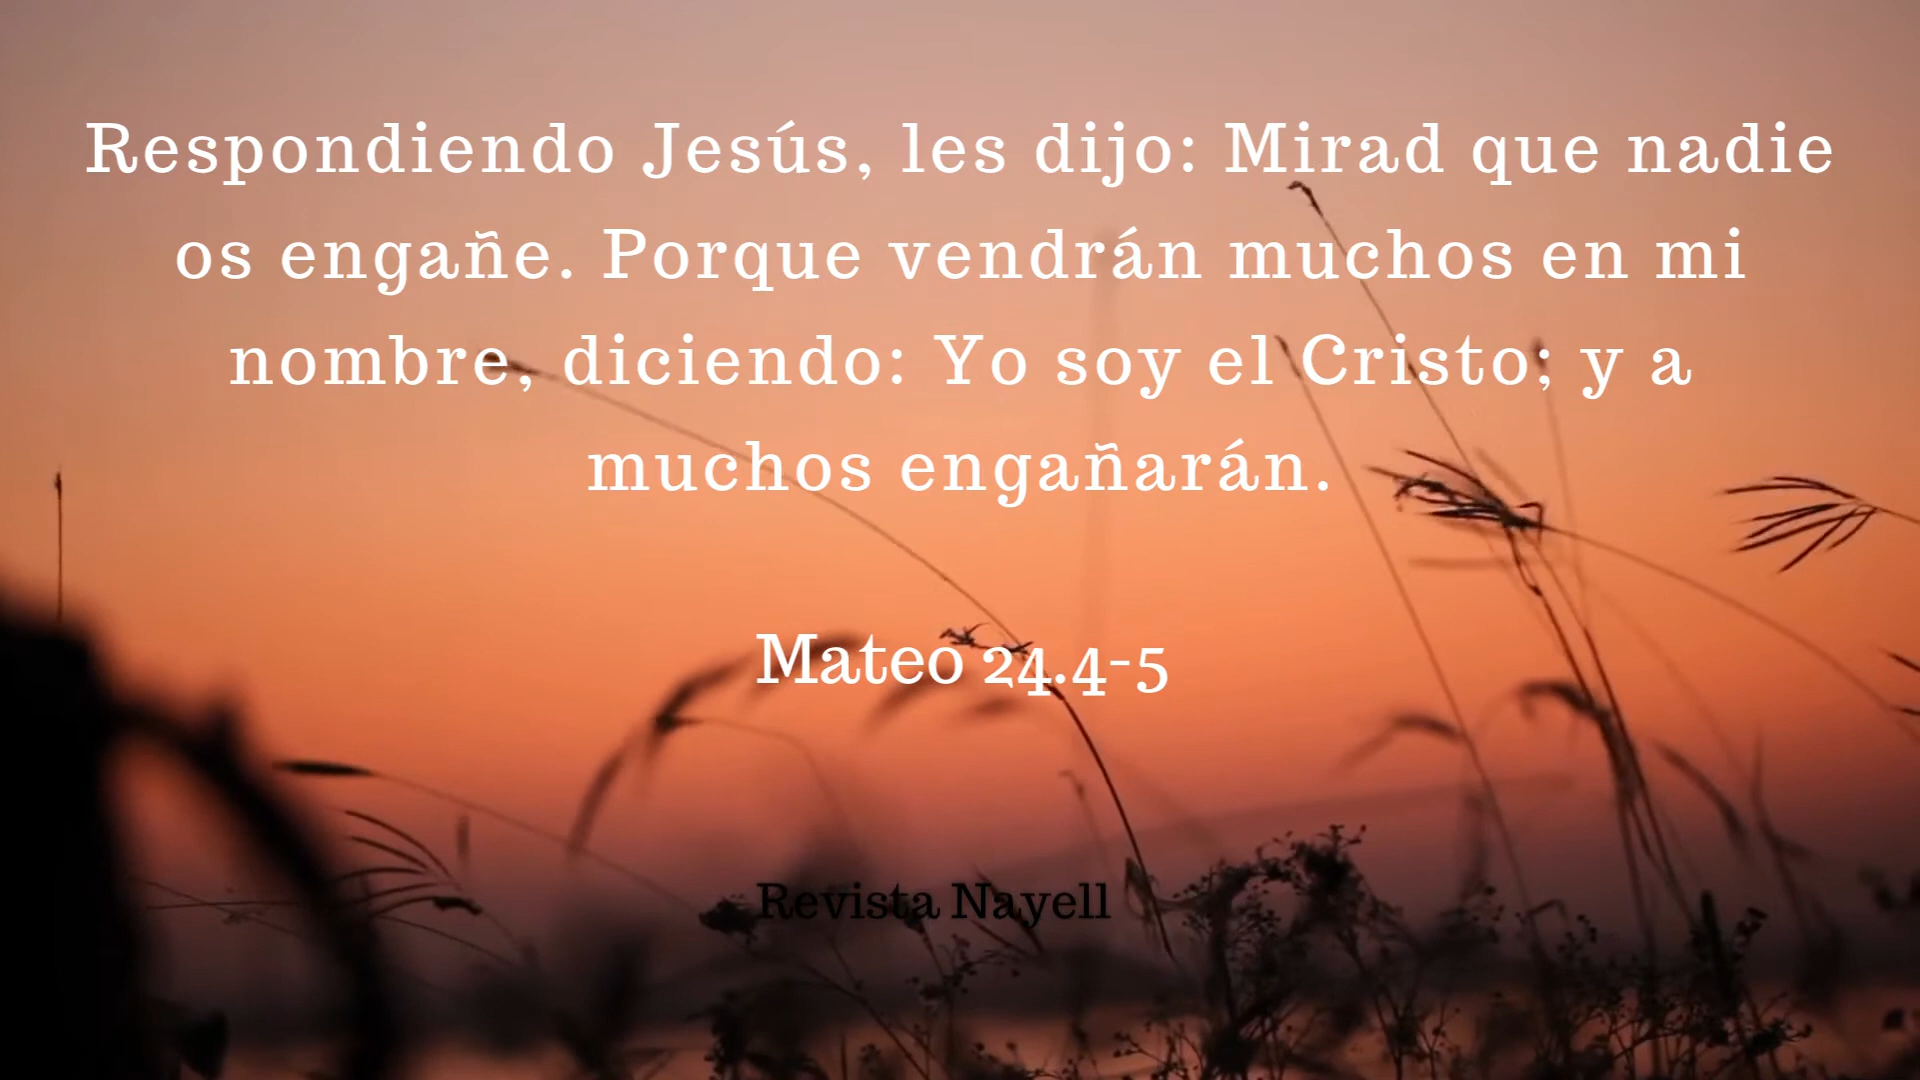 Respondiendo Jesús, les dijo: Mirad que nadie
os engañe. Porque vendrán muchos en mi
nombre, diciendo: Yo soy el Cristo; y a
muchos engañarán.
Mateo 24.4-5
Revista Nayell